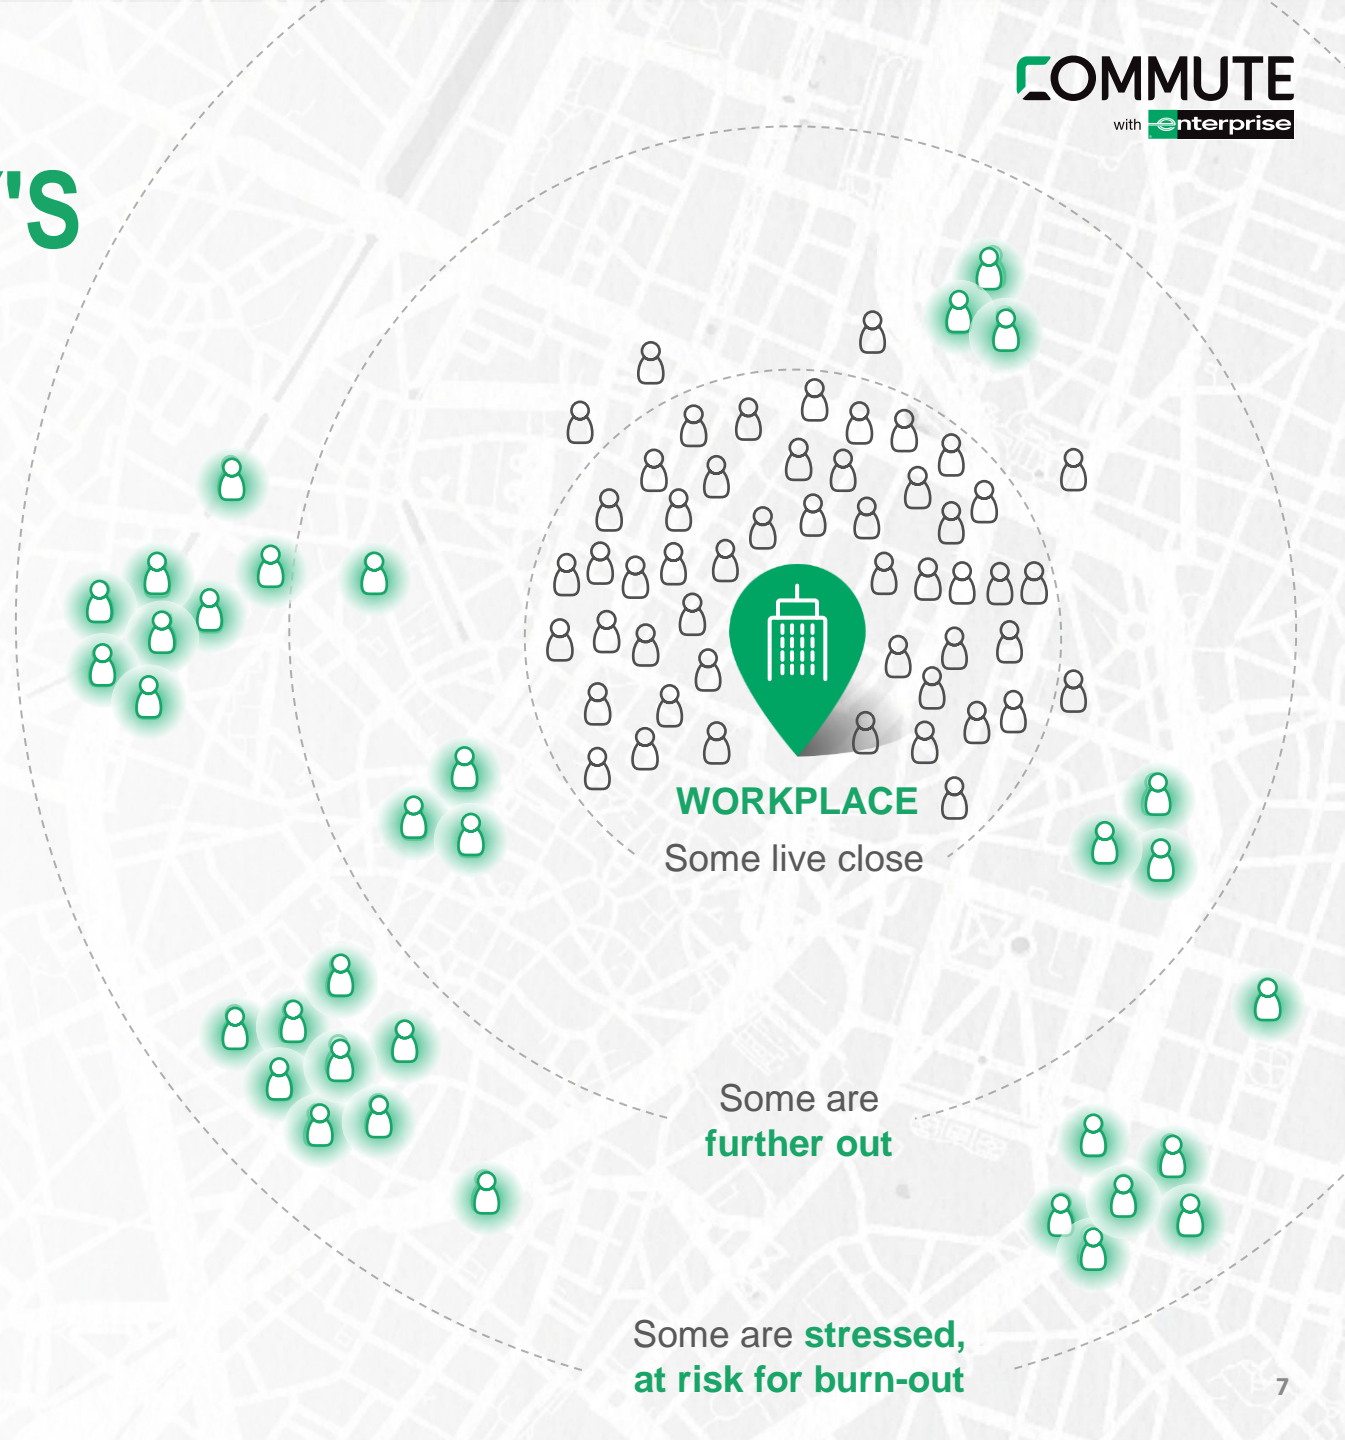 COMMUTE
with enterprise
'S
WORKPLACE
Some live close
Some are
further out
Some are stressed,
at risk for burn-out
7